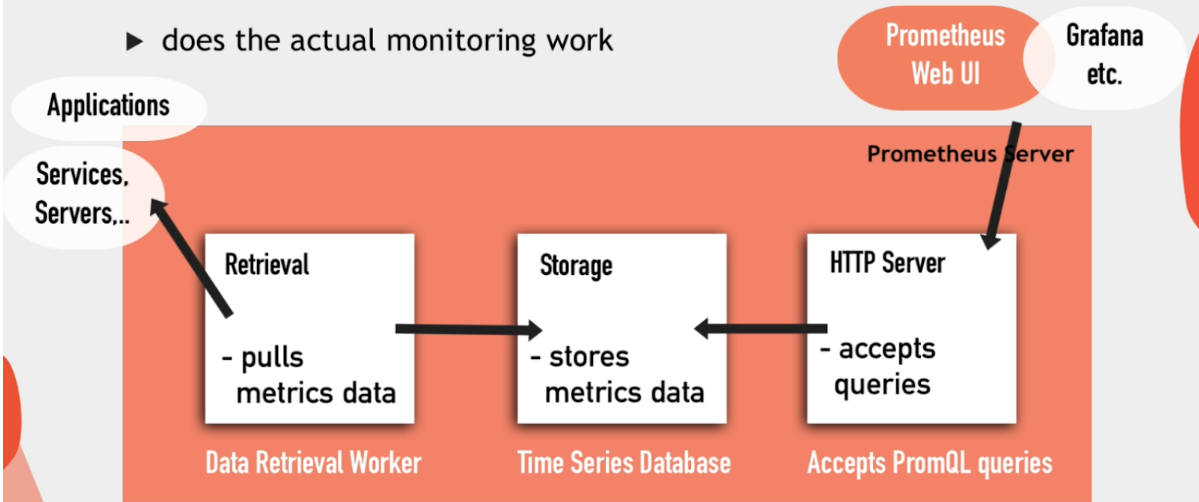 ► does the actual monitoring work
Prometheus
Web UI
Grafana
etc.
Applications
Services,
Servers,..
Prometheus Server
Retrieval
- pulls
metrics data
Data Retrieval Worker
Storage
- stores
metrics data
Time Series Database
HTTP Server
- accepts
queries
Accepts PromQL queries